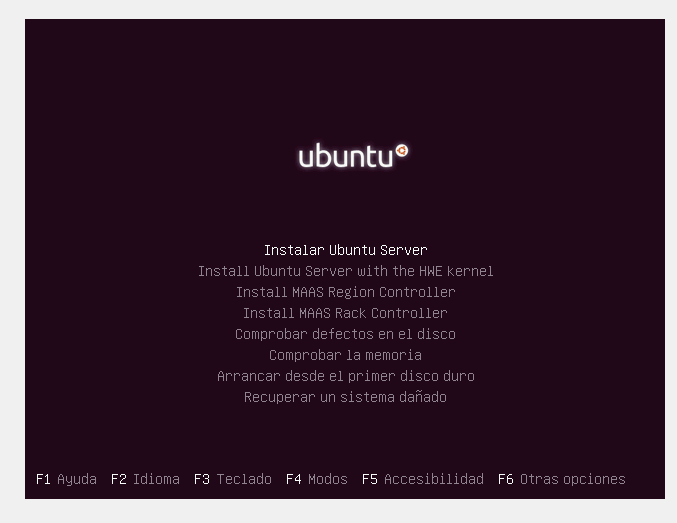 ubuntu
Instalar Ubuntu Server
Install Ubuntu Server with the HWE kernel
Install MAAS Region Controller
Install MAAS Rack Controller
Comprobar defectos en el disco
Comprobar la memoria
Arrancar desde el primer disco duro
Recuperar un sistema dañado
F1 Ayuda F2 Idioma F3 Teclado F4 Modos F5 Accesibilidad F6 Otras opciones